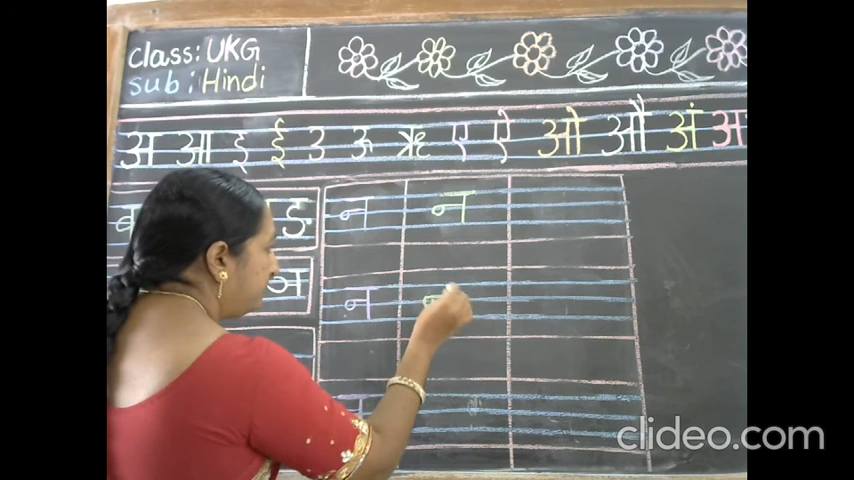 class: UKG
sub : Hindi
अ आ इ ई उ ऊ ऋ ए ऐ ओ औ अं
ङ न न
ञ न
clideo.com